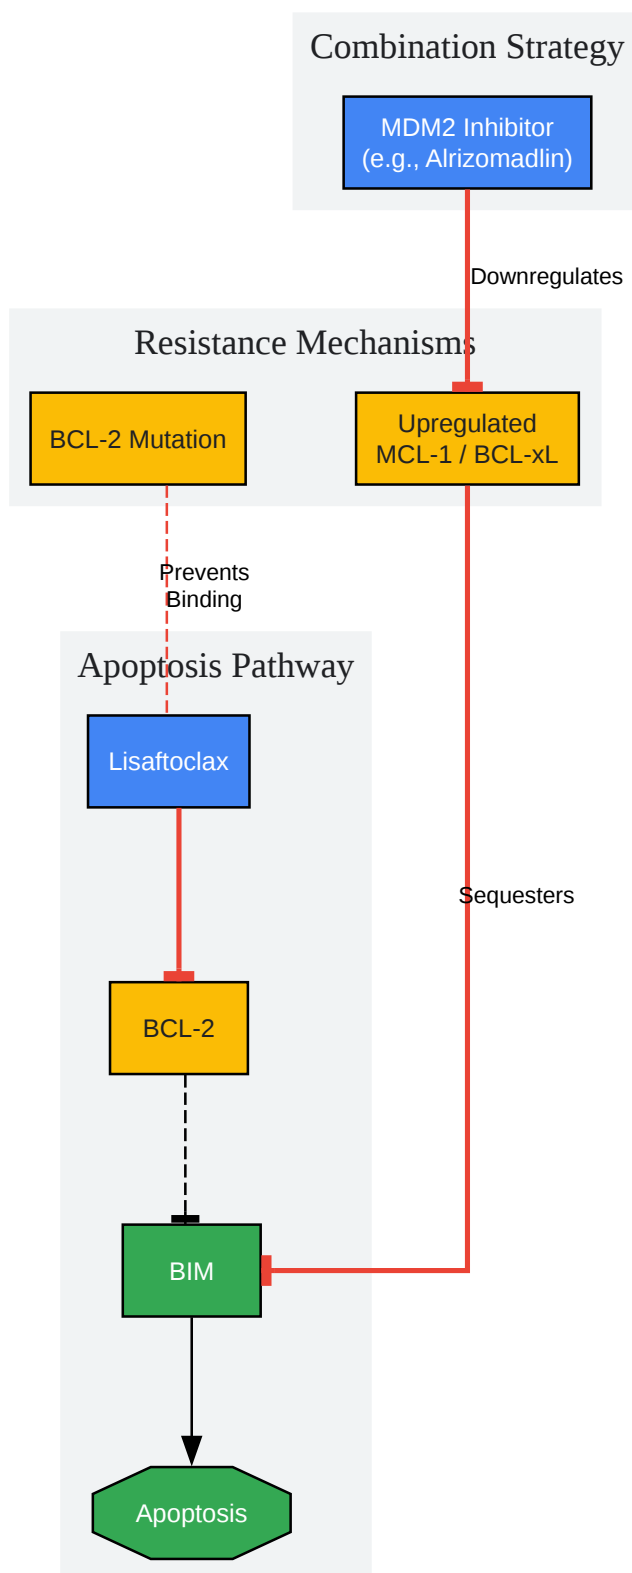 Combination Strategy
MDM2 Inhibitor
(e.g., Alrizomadlin)
Downregulates
Resistance Mechanisms
BCL-2 Mutation
Upregulated
MCL-1 / BCL-xL
Prevents
Binding
Apoptosis Pathway
Lisaftoclax
Sequesters
BCL-2
BIM
Apoptosis